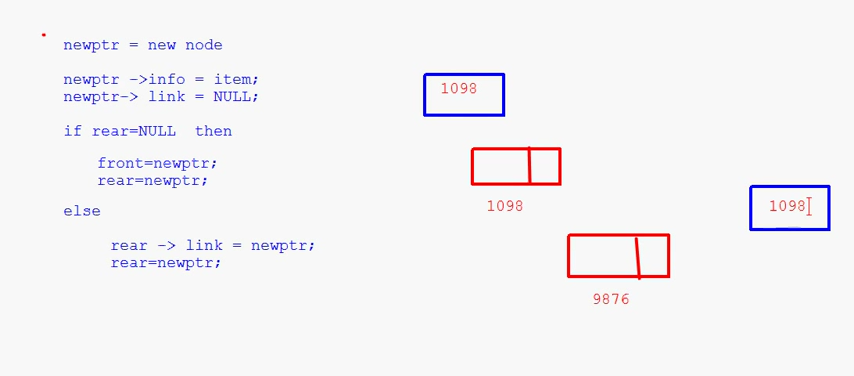 newptr = new node
newptr ->info = item;
newptr-> link = NULL;
if rear=NULL  then
front=newptr;
rear=newptr;
else
rear -> link = newptr;
rear=newptr;
1098
1098
1098
9876